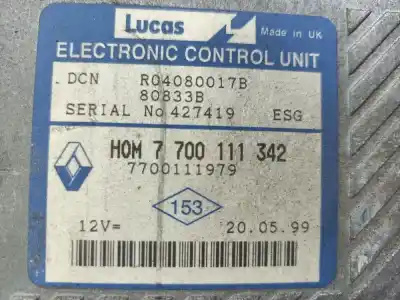 Lucas
Made in UK
ELECTRONIC CONTROL UNIT
DCN R04080017B
80833B
SERIAL No 427419 ESG
HOM 7 700 111 342
7700111979
153
12V= 20.05.99